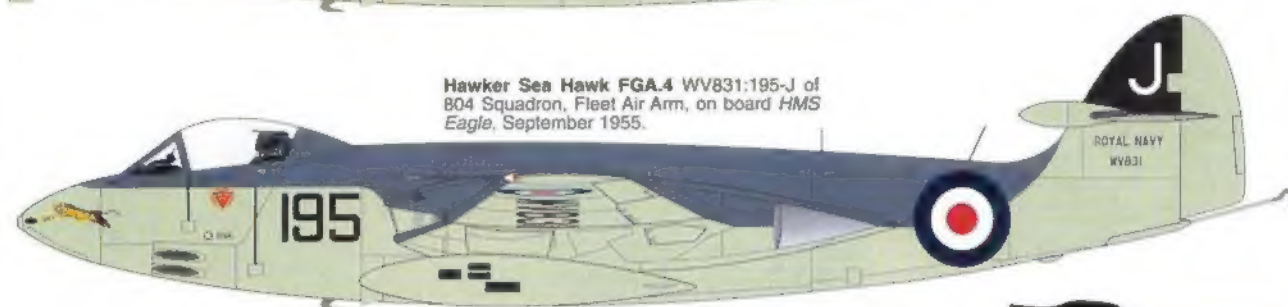 Hawker Sea Hawk FGA.4 WV831:195-J of
804 Squadron, Fleet Air Arm, on board HMS
Eagle, September 1955.
J
ROYAL NAVY
WV831
195